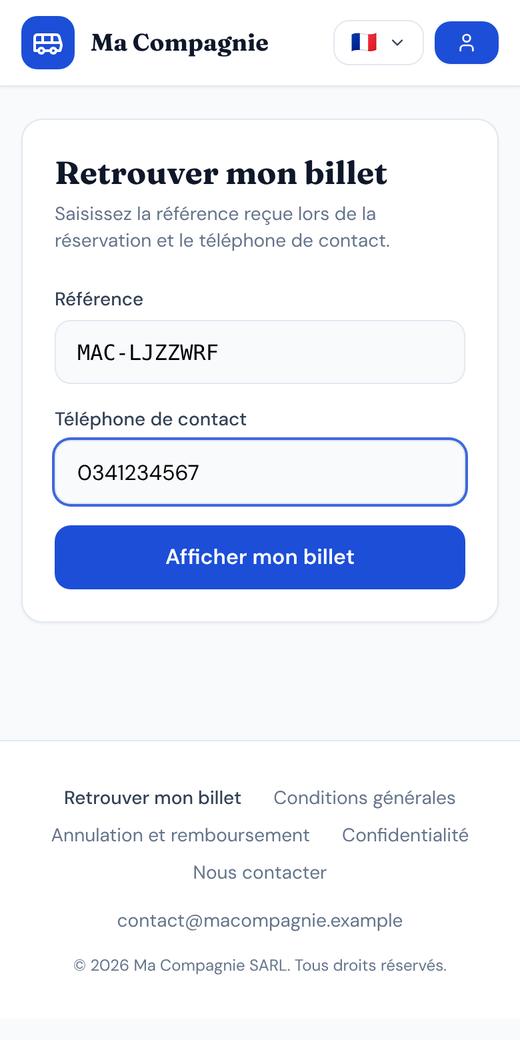 Ma Compagnie
Retrouver mon billet
Saisissez la référence reçue lors de la
réservation et le téléphone de contact.
Référence
MAC-LJZZWRF
Téléphone de contact
0341234567
Afficher mon billet
Retrouver mon billet Conditions générales
Annulation et remboursement Confidentialité
Nous contacter
contact@macompagnie.example
© 2026 Ma Compagnie SARL. Tous droits réservés.